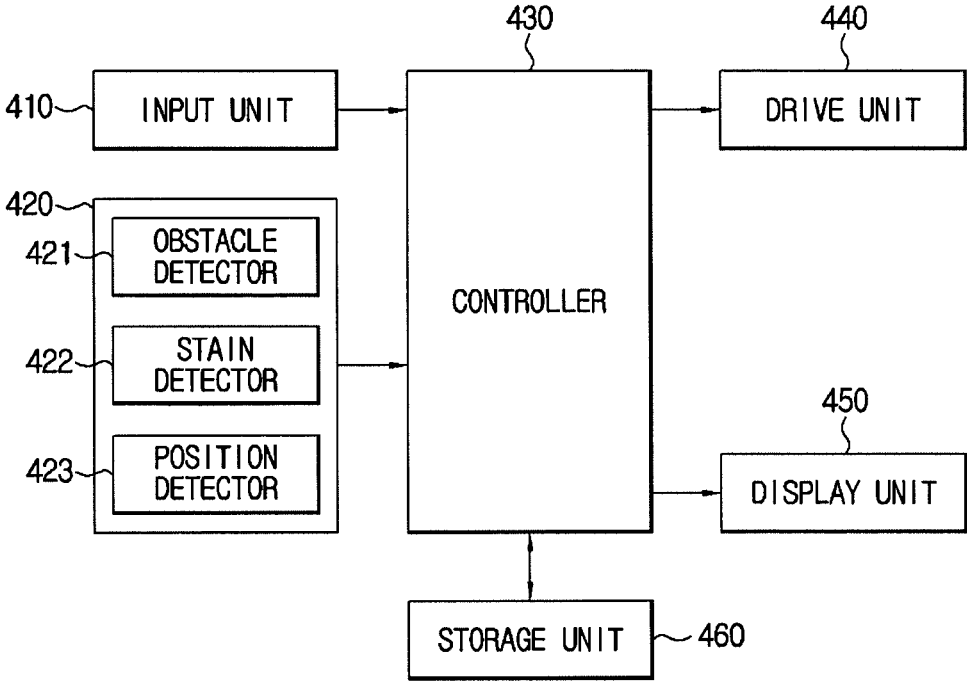 430
440
410
INPUT UNIT
DRIVE UNIT
420
421
OBSTACLE
DETECTOR
CONTROLLER
422
STAIN
DETECTOR
450
423
POSITION
DETECTOR
DISPLAY UNIT
STORAGE UNIT
460